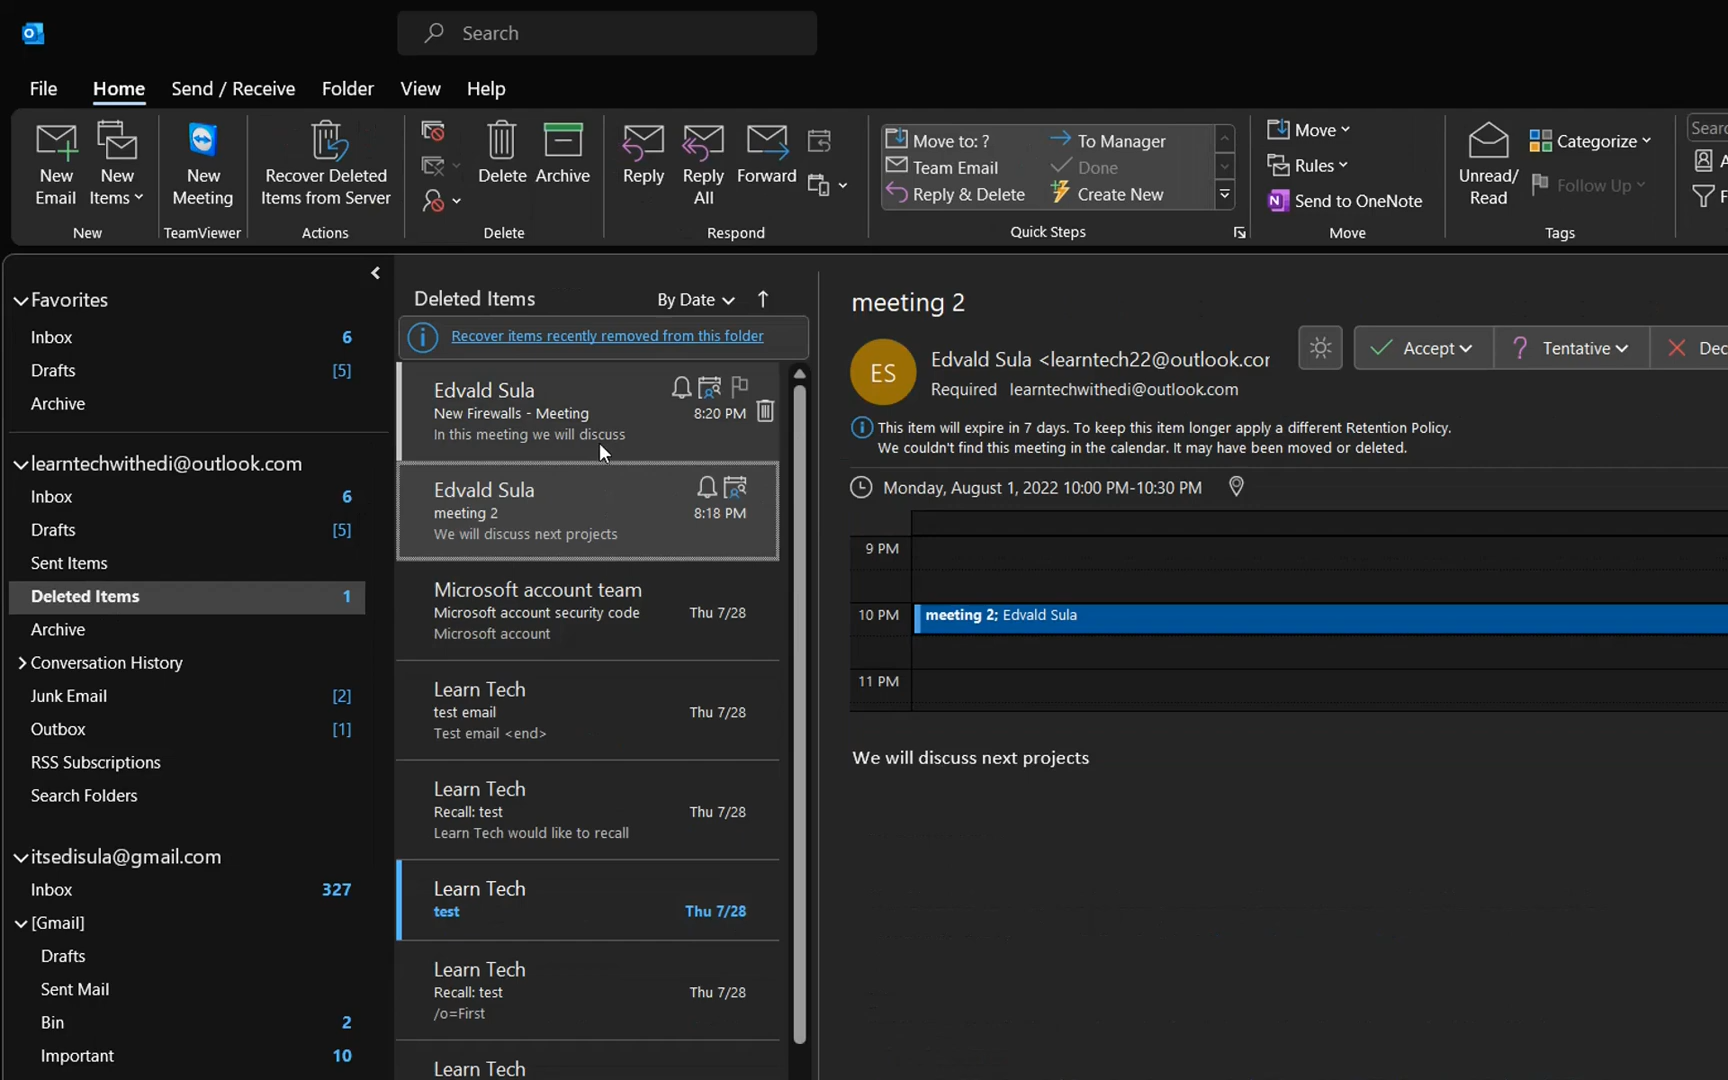 Search
File Home Send / Receive Folder View Help
New Email
New Items
New
New Meeting
TeamViewer
Recover Deleted Items from Server
Actions
Delete
Archive
Delete
Reply
Reply All
Forward
Respond
Move to: ?
Team Email
Reply & Delete
To Manager
Done
Create New
Quick Steps
Move
Rules
Send to OneNote
Move
Unread/ Read
Categorize
Follow Up
Tags
Sear
A
F
Favorites
Inbox 6
Drafts [5]
Archive
learntechwithedi@outlook.com
Inbox 6
Drafts [5]
Sent Items
Deleted Items 1
Archive
Conversation History
Junk Email [2]
Outbox [1]
RSS Subscriptions
Search Folders
itsedisula@gmail.com
Inbox 327
[Gmail]
Drafts
Sent Mail
Bin 2
Important 10
Deleted Items By Date
Recover items recently removed from this folder
Edvald Sula
New Firewalls - Meeting 8:20 PM
In this meeting we will discuss
Edvald Sula
meeting 2 8:18 PM
We will discuss next projects
Microsoft account team
Microsoft account security code Thu 7/28
Microsoft account
Learn Tech
test email Thu 7/28
Test email <end>
Learn Tech
Recall: test Thu 7/28
Learn Tech would like to recall
Learn Tech
test Thu 7/28
Learn Tech
Recall: test Thu 7/28
/o=First
Learn Tech
meeting 2
ES
Edvald Sula <learntech22@outlook.cor
Required learntechwithedi@outlook.com
Accept
? Tentative
Dec
This item will expire in 7 days. To keep this item longer apply a different Retention Policy.
We couldn't find this meeting in the calendar. It may have been moved or deleted.
Monday, August 1, 2022 10:00 PM-10:30 PM
9 PM
10 PM meeting 2; Edvald Sula
11 PM
We will discuss next projects